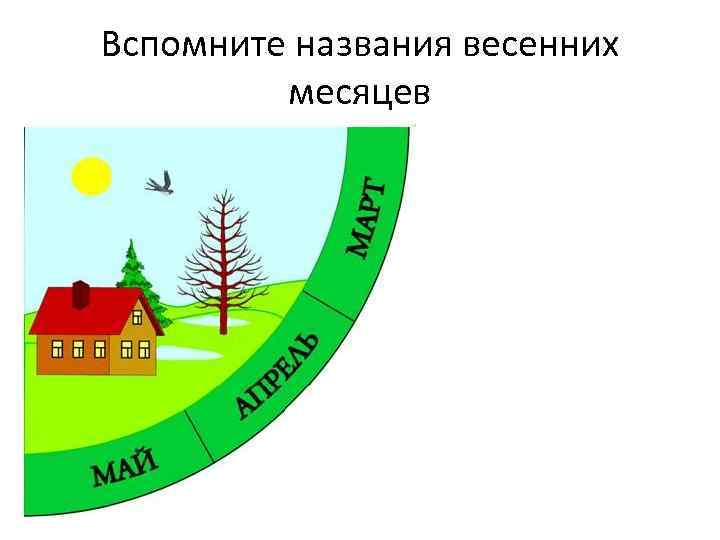 Вспомните названия весенних
месяцев
МАРТ
АПРЕЛЬ
МАЙ